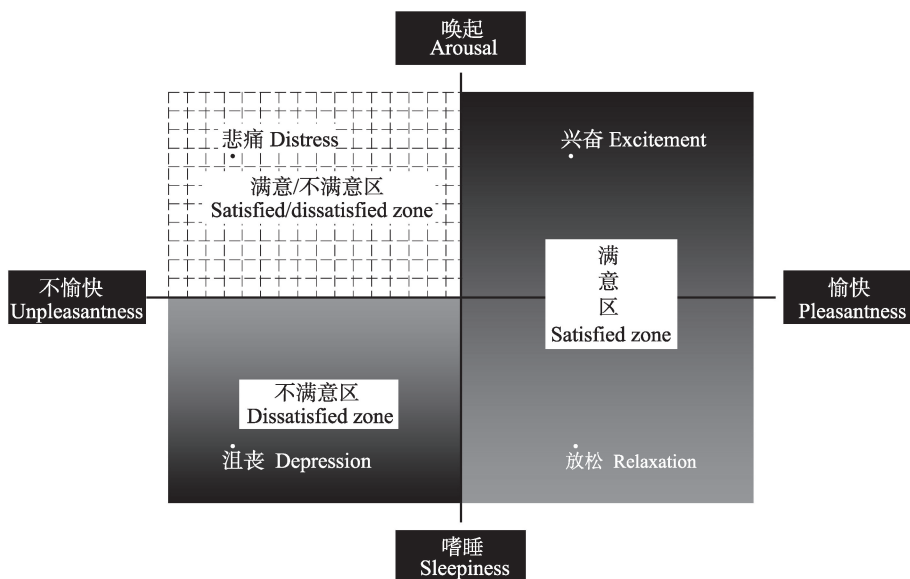 唤起
Arousal
悲痛 Distress
兴奋 Excitement
满意/不满意区
Satisfied/dissatisfied zone
不愉快
Unpleasantness
满
意
区
Satisfied zone
愉快
Pleasantness
不满意区
Dissatisfied zone
沮丧 Depression
放松 Relaxation
嗜睡
Sleepiness